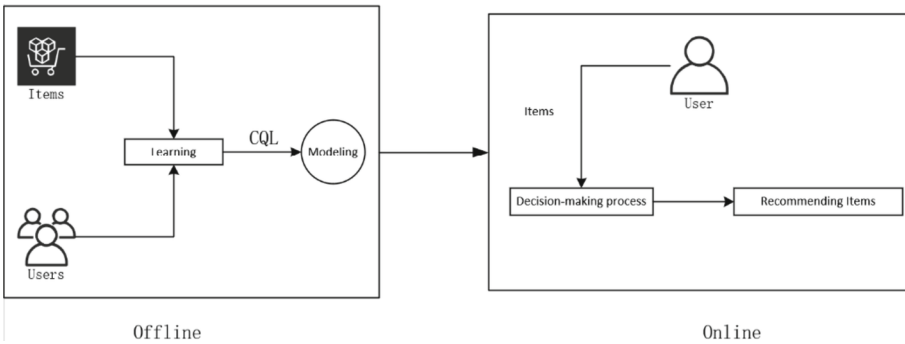 Items
Users
Learning
CQL
Modeling
Offline
User
Items
Decision-making process
Recommending Items
Online